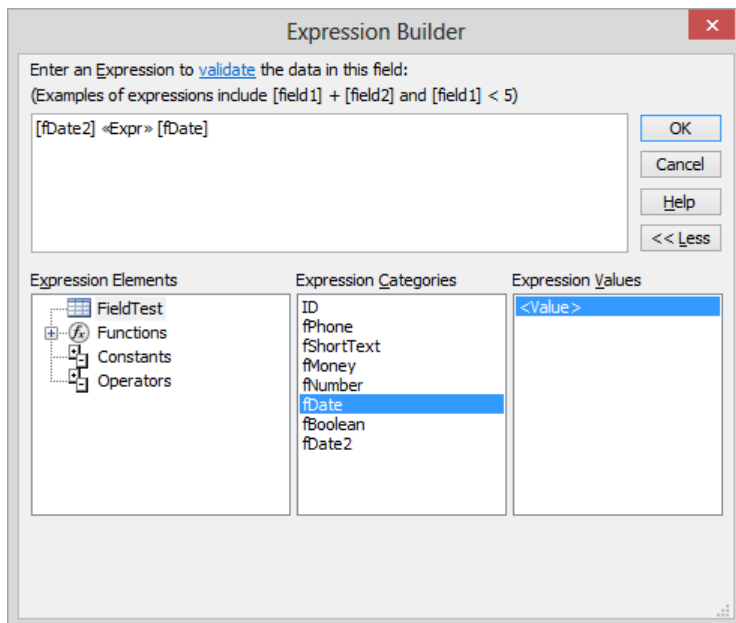 Expression Builder
Enter an Expression to validate the data in this field:
(Examples of expressions include [field1] + [field2] and [field1] < 5)
[fDate2] «Expr» [fDate]
OK
Cancel
Help
<< Less
Expression Elements
FieldTest
Functions
Constants
Operators
Expression Categories
ID
fPhone
fShortText
fMoney
fNumber
fDate
fBoolean
fDate2
Expression Values
<Value>